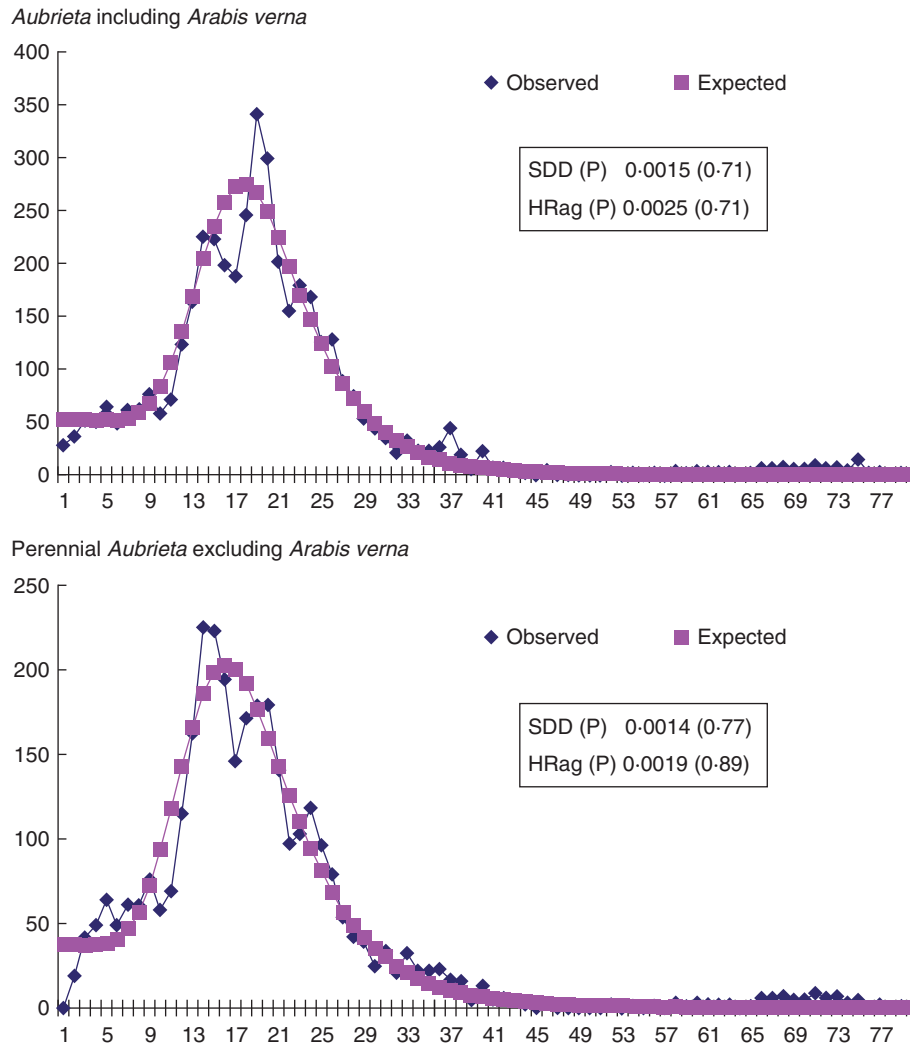 Aubrieta including Arabis verna
400
350
300
250
200
150
100
50
0
Observed
Expected
SDD (P) 0·0015 (0·71)
HRag (P) 0·0025 (0·71)
1 5 9 13 17 21 25 29 33 37 41 45 49 53 57 61 65 69 73 77
Perennial Aubrieta excluding Arabis verna
250
200
150
100
50
0
Observed
Expected
SDD (P) 0·0014 (0·77)
HRag (P) 0·0019 (0·89)
1 5 9 13 17 21 25 29 33 37 41 45 49 53 57 61 65 69 73 77